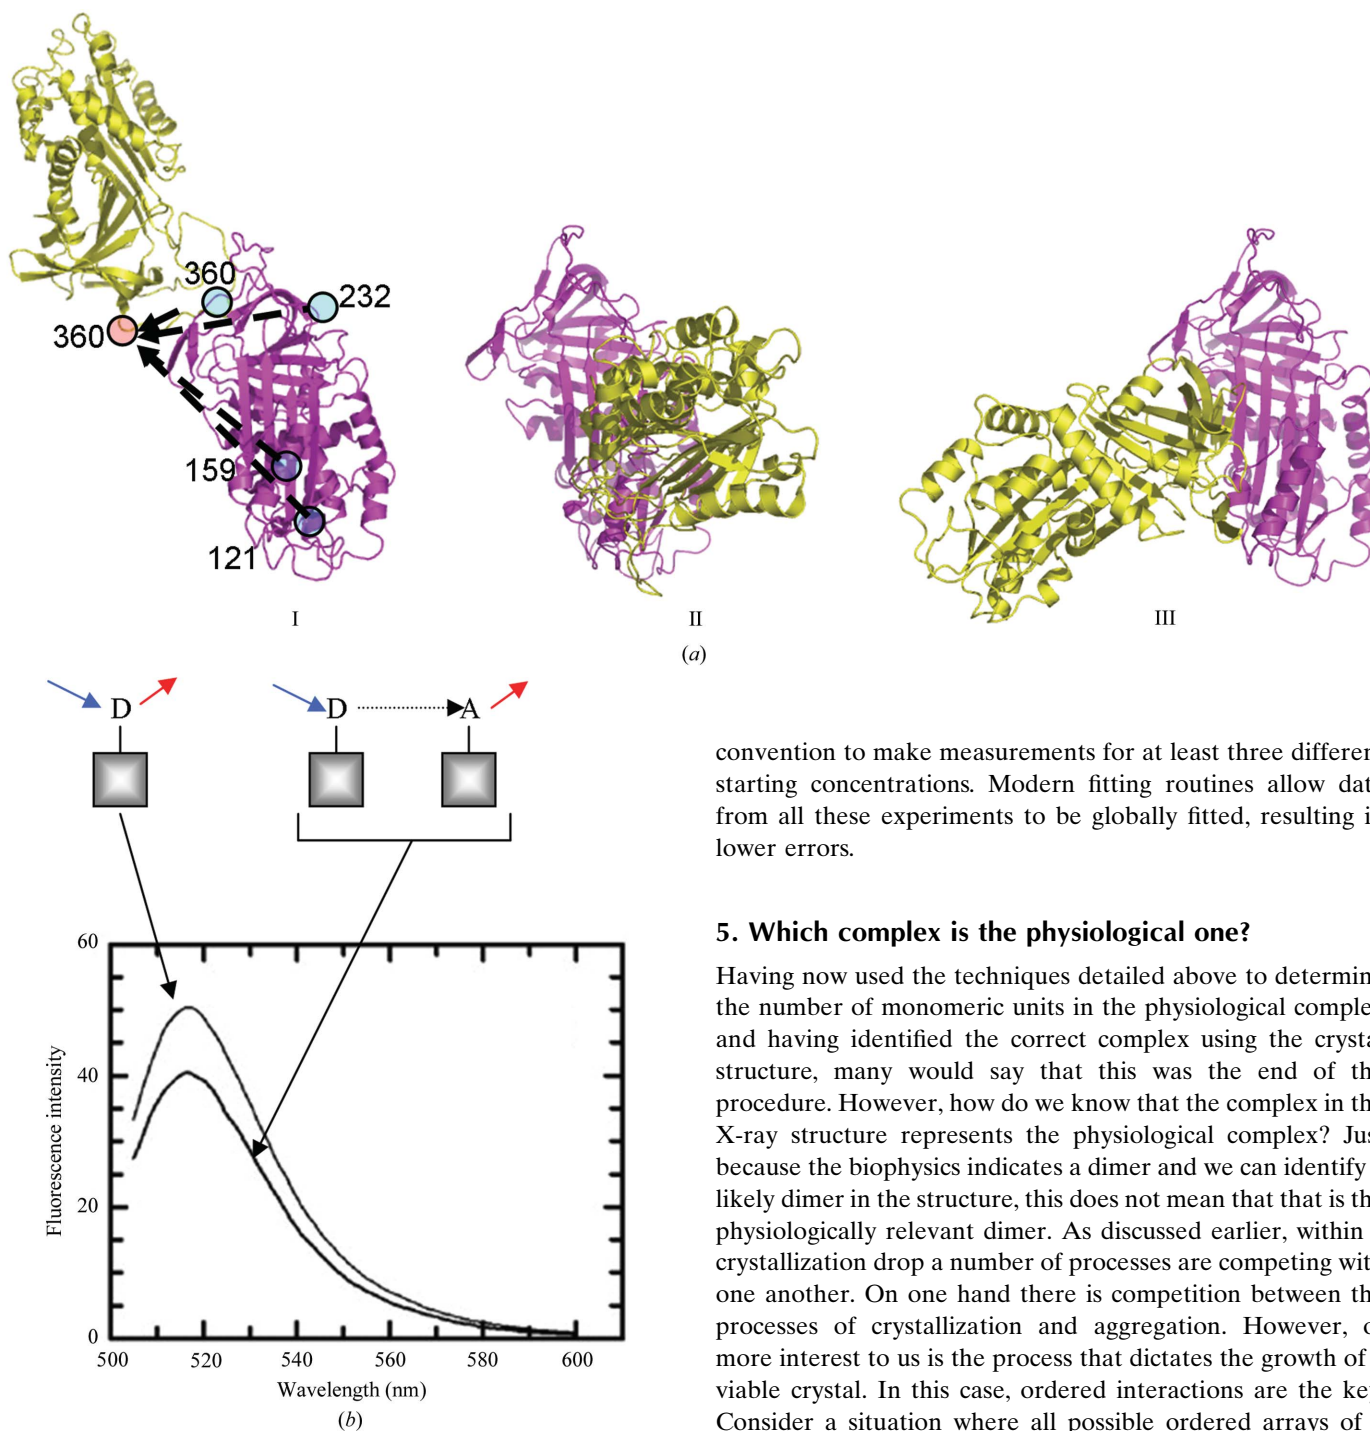 360
232
360
159
121
I
II
III
(a)
D
D
A
convention to make measurements for at least three differen
starting concentrations. Modern fitting routines allow dat
from all these experiments to be globally fitted, resulting i
lower errors.
5. Which complex is the physiological one?
Having now used the techniques detailed above to determin
the number of monomeric units in the physiological comple
and having identified the correct complex using the crysta
structure, many would say that this was the end of th
procedure. However, how do we know that the complex in th
X-ray structure represents the physiological complex? Jus
because the biophysics indicates a dimer and we can identify
likely dimer in the structure, this does not mean that that is th
physiologically relevant dimer. As discussed earlier, within
crystallization drop a number of processes are competing wit
one another. On one hand there is competition between th
processes of crystallization and aggregation. However, o
more interest to us is the process that dictates the growth of
viable crystal. In this case, ordered interactions are the key
Consider a situation where all possible ordered arrays of
60
40
20
0
Fluorescence intensity
500 520 540 560 580 600
Wavelength (nm)
(b)